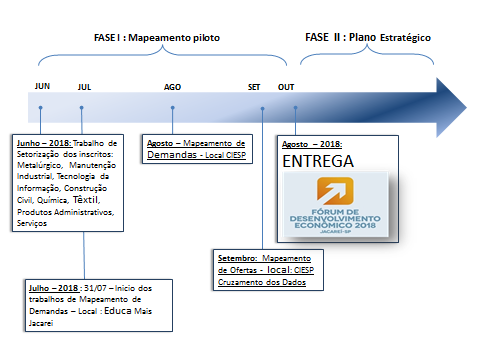 FASE I : Mapeamento piloto
FASE II : Plano Estratégico
JUN
JUL
AGO
SET
OUT
Junho – 2018: Trabalho de
Setorização dos inscritos:
Metalúrgico, Manutenção
Industrial, Tecnologia da
Informação, Construção
Civil, Química, Têxtil,
Produtos Administrativos,
Serviços
Agosto – Mapeamento de
Demandas - Local CIESP
Agosto – 2018:
ENTREGA
FÓRUM DE
DESENVOLVIMENTO
ECONÔMICO 2018
JACAREÍ-SP
Setembro: Mapeamento
de Ofertas - local: CIESP
Cruzamento dos Dados
Julho – 2018 : 31/07 – Inicio dos
trabalhos de Mapeamento de
Demandas – Local : Educa Mais
Jacareí